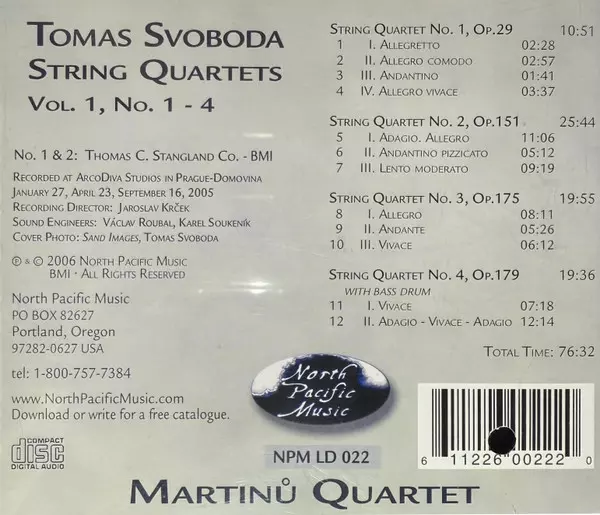 Tomas Svoboda
String Quartets
Vol. 1, No. 1 - 4
No. 1 & 2: Thomas C. Stangland Co. - BMI
Recorded at ArcoDiva Studios in Prague-Domovina
January 27, April 23, September 16, 2005
Recording Director: Jaroslav Krček
Sound Engineers: Václav Roubal, Karel Soukeník
Cover Photo: Sand Images, Tomas Svoboda
℗ & © 2006 North Pacific Music
BMI - All Rights Reserved
North Pacific Music
PO BOX 82627
Portland, Oregon
97282-0627 USA
tel: 1-800-757-7384
www.NorthPacificMusic.com
Download or write for a free catalogue.
COMPACT
disc
DIGITAL AUDIO
String Quartet No. 1, Op.29 10:51
1 I. Allegretto 02:28
2 II. Allegro comodo 02:57
3 III. Andantino 01:41
4 IV. Allegro vivace 03:37
String Quartet No. 2, Op.151 25:44
5 I. Adagio. Allegro 11:06
6 II. Andantino pizzicato 05:12
7 III. Lento moderato 09:19
String Quartet No. 3, Op.175 19:55
8 I. Allegro 08:11
9 II. Andante 05:26
10 III. Vivace 06:12
String Quartet No. 4, Op.179 19:36
with bass drum
11 I. Vivace 07:18
12 II. Adagio - Vivace - Adagio 12:14
Total Time: 76:32
North
Pacific
Music
NPM LD 022
6 11226 00222 0
Martinů Quartet